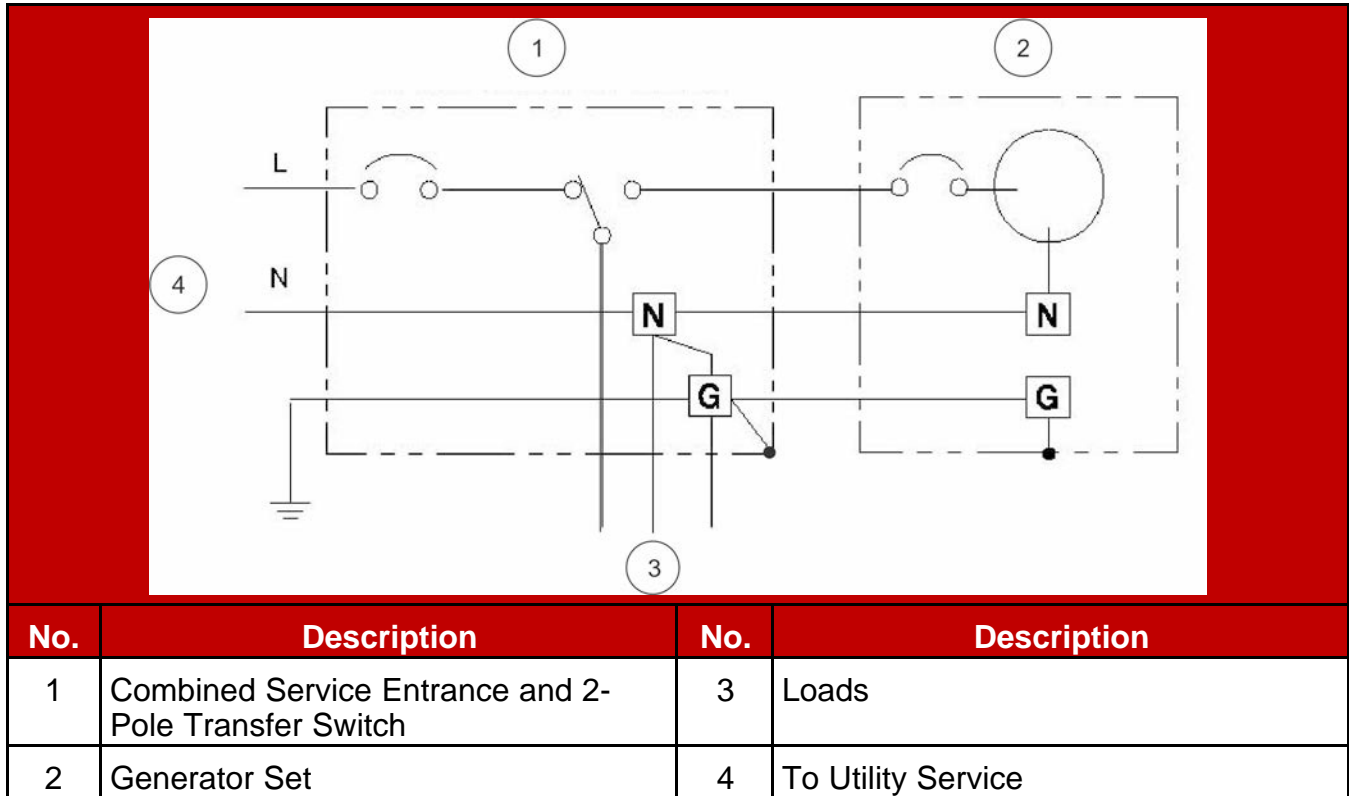 1
2
L
4
N
N
N
G
G
3
No. Description No. Description
1 Combined Service Entrance and 2-
Pole Transfer Switch 3 Loads
2 Generator Set 4 To Utility Service